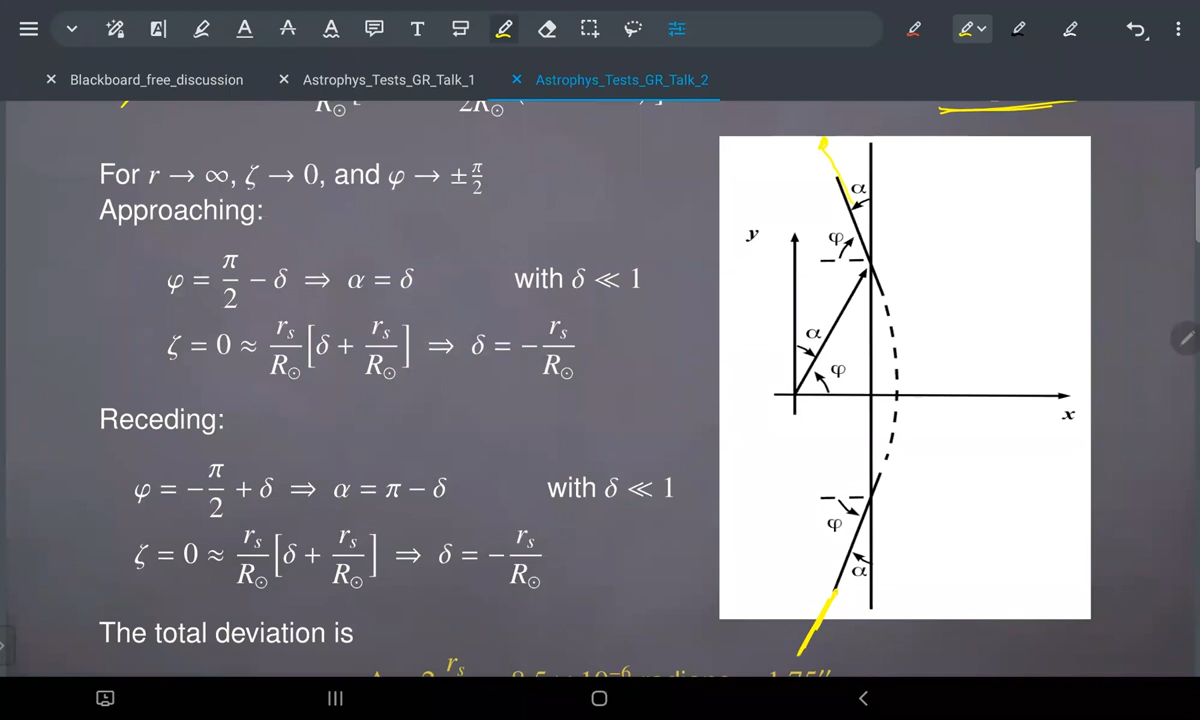 Blackboard_free_discussion
Astrophys_Tests_GR_Talk_1
Astrophys_Tests_GR_Talk_2
For r → ∞, ζ → 0, and φ → ±π/2
Approaching:
φ = π/2 − δ ⇒ α = δ with δ ≪ 1
ζ = 0 ≈ r_s/R_⊙ [δ + r_s/R_⊙] ⇒ δ = − r_s/R_⊙
Receding:
φ = −π/2 + δ ⇒ α = π − δ with δ ≪ 1
ζ = 0 ≈ r_s/R_⊙ [δ + r_s/R_⊙] ⇒ δ = − r_s/R_⊙
The total deviation is
α
φ
y
α
φ
x
φ
α